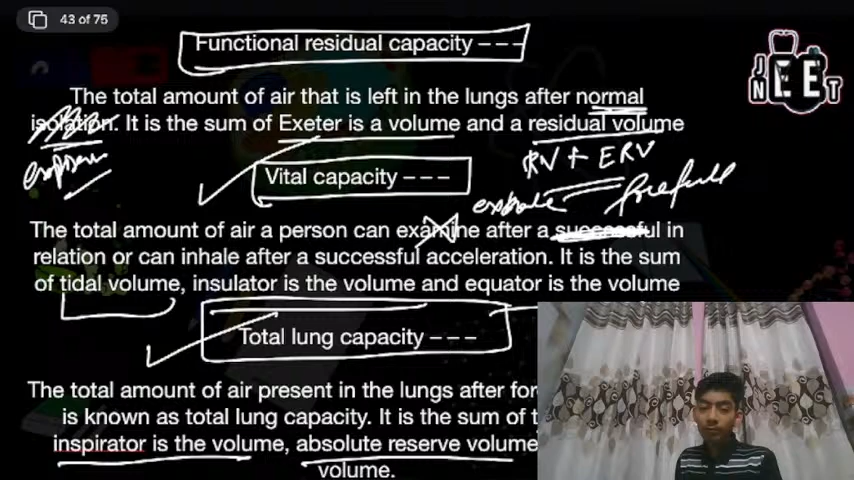 43 of 75
Functional residual capacity – – –
J
N EE T
The total amount of air that is left in the lungs after normal
isolation. It is the sum of Exeter is a volume and a residual volume
RV + ERV
Vital capacity – – –
exhale forcefull
The total amount of air a person can examine after a successful in
relation or can inhale after a successful acceleration. It is the sum
of tidal volume, insulator is the volume and equator is the volume
Total lung capacity – – –
The total amount of air present in the lungs after for
is known as total lung capacity. It is the sum of t
inspirator is the volume, absolute reserve volume
volume.